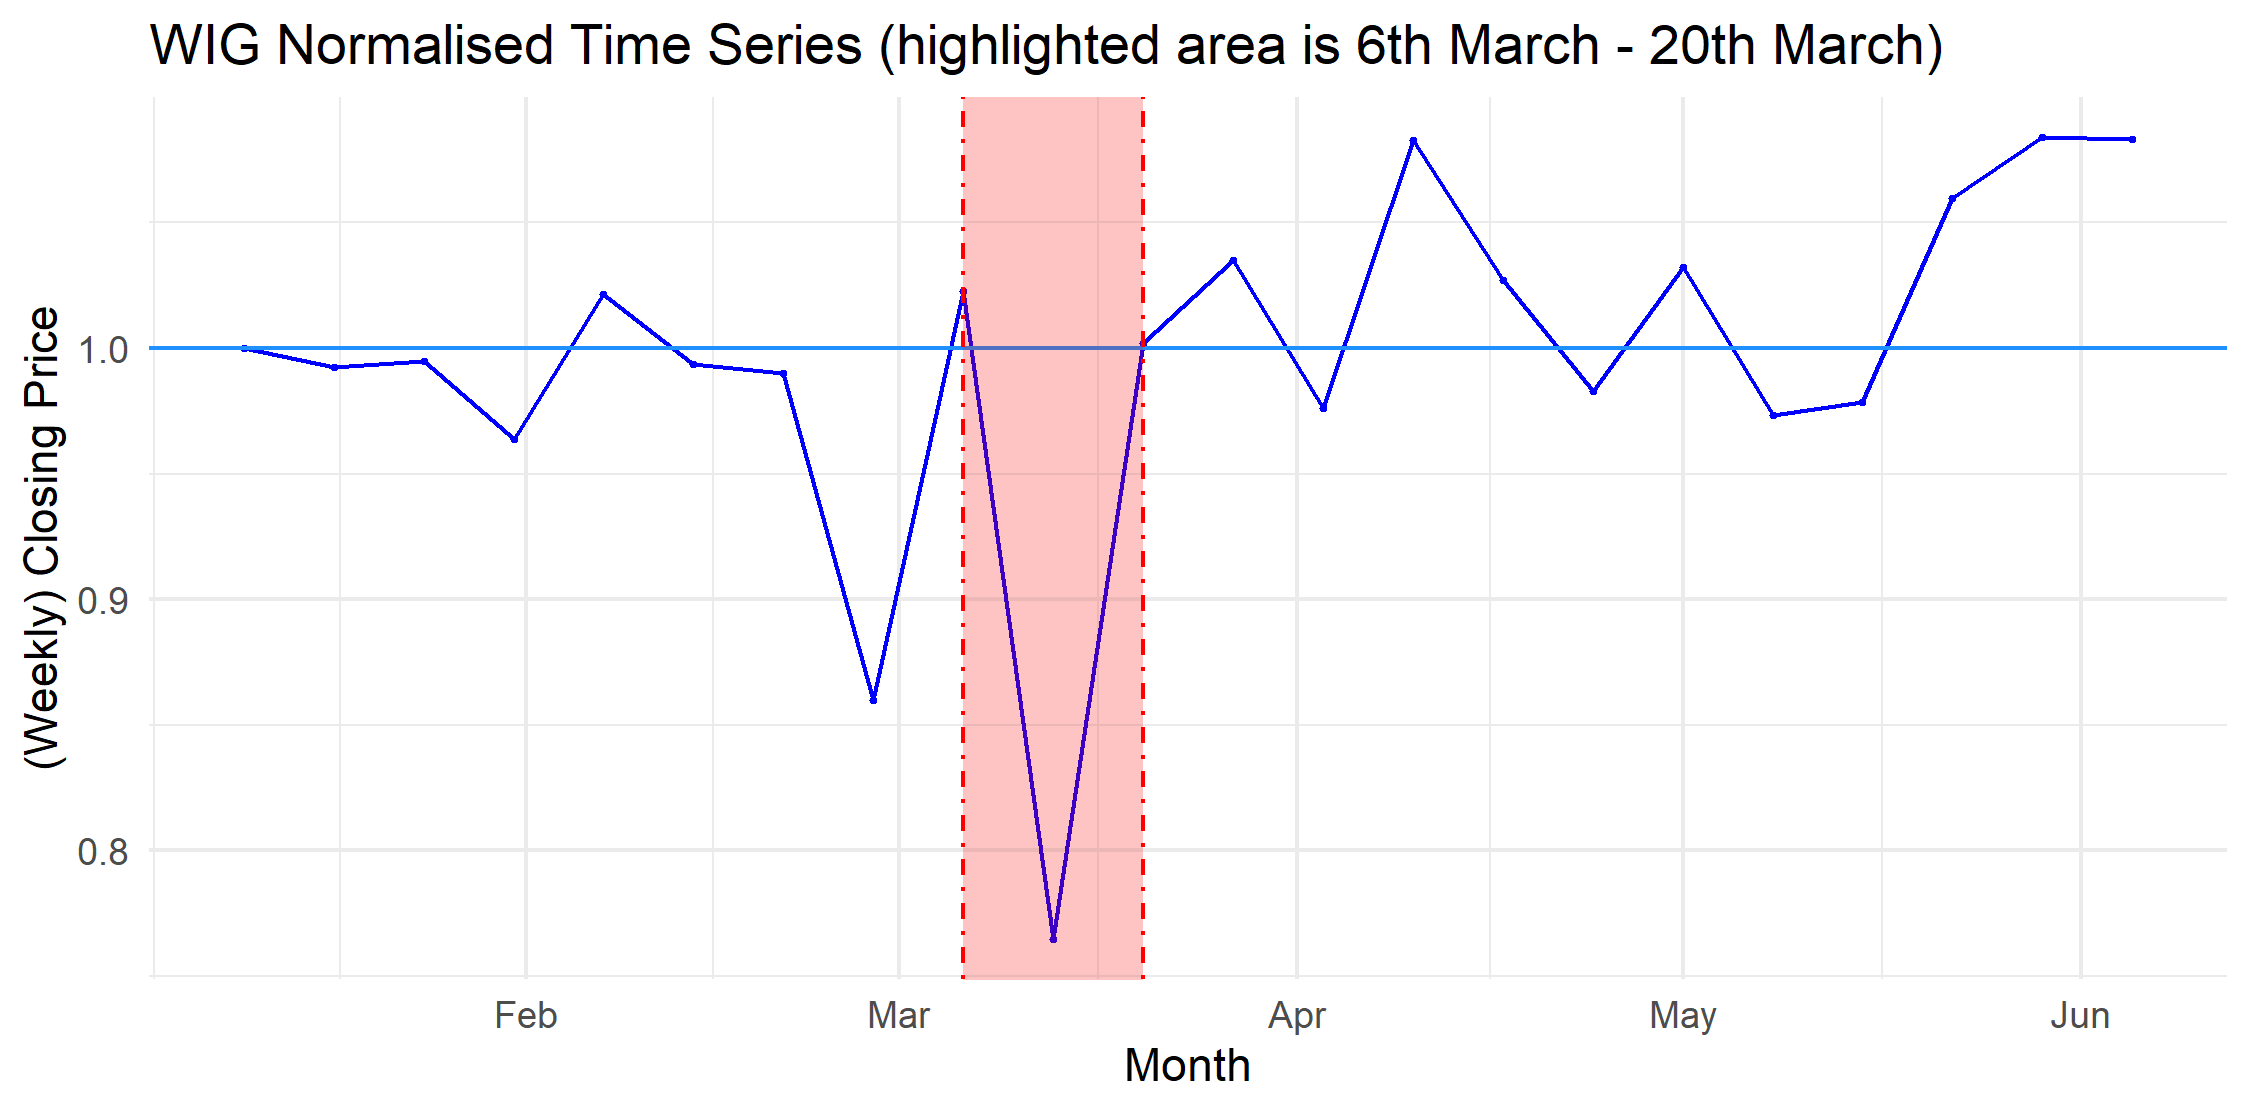 WIG Normalised Time Series (highlighted area is 6th March - 20th March)
(Weekly) Closing Price
1.0
0.9
0.8
Feb Mar Apr May Jun
Month